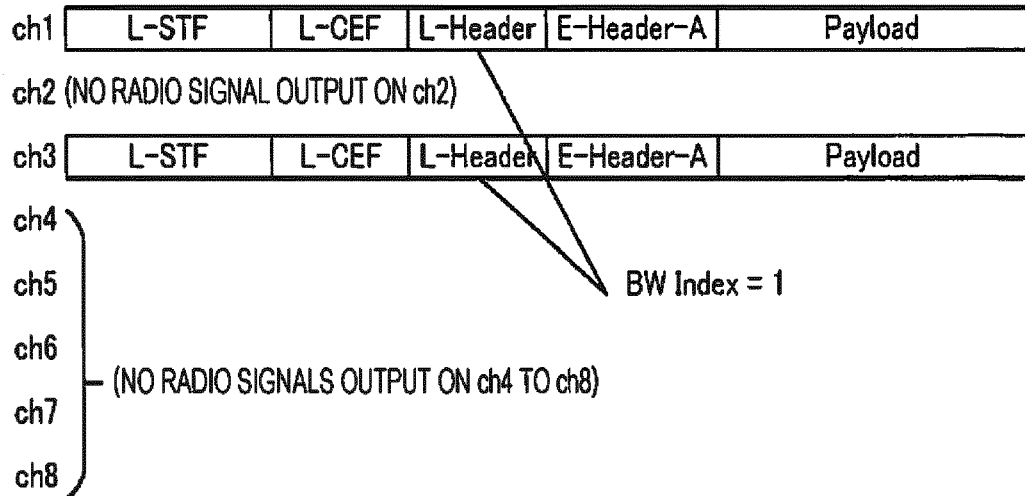 ch1 L-STF L-CEF L-Header E-Header-A Payload
ch2 (NO RADIO SIGNAL OUTPUT ON ch2)
ch3 L-STF L-CEF L-Header E-Header-A Payload
ch4
ch5 BW Index = 1
ch6
(NO RADIO SIGNALS OUTPUT ON ch4 TO ch8)
ch7
ch8